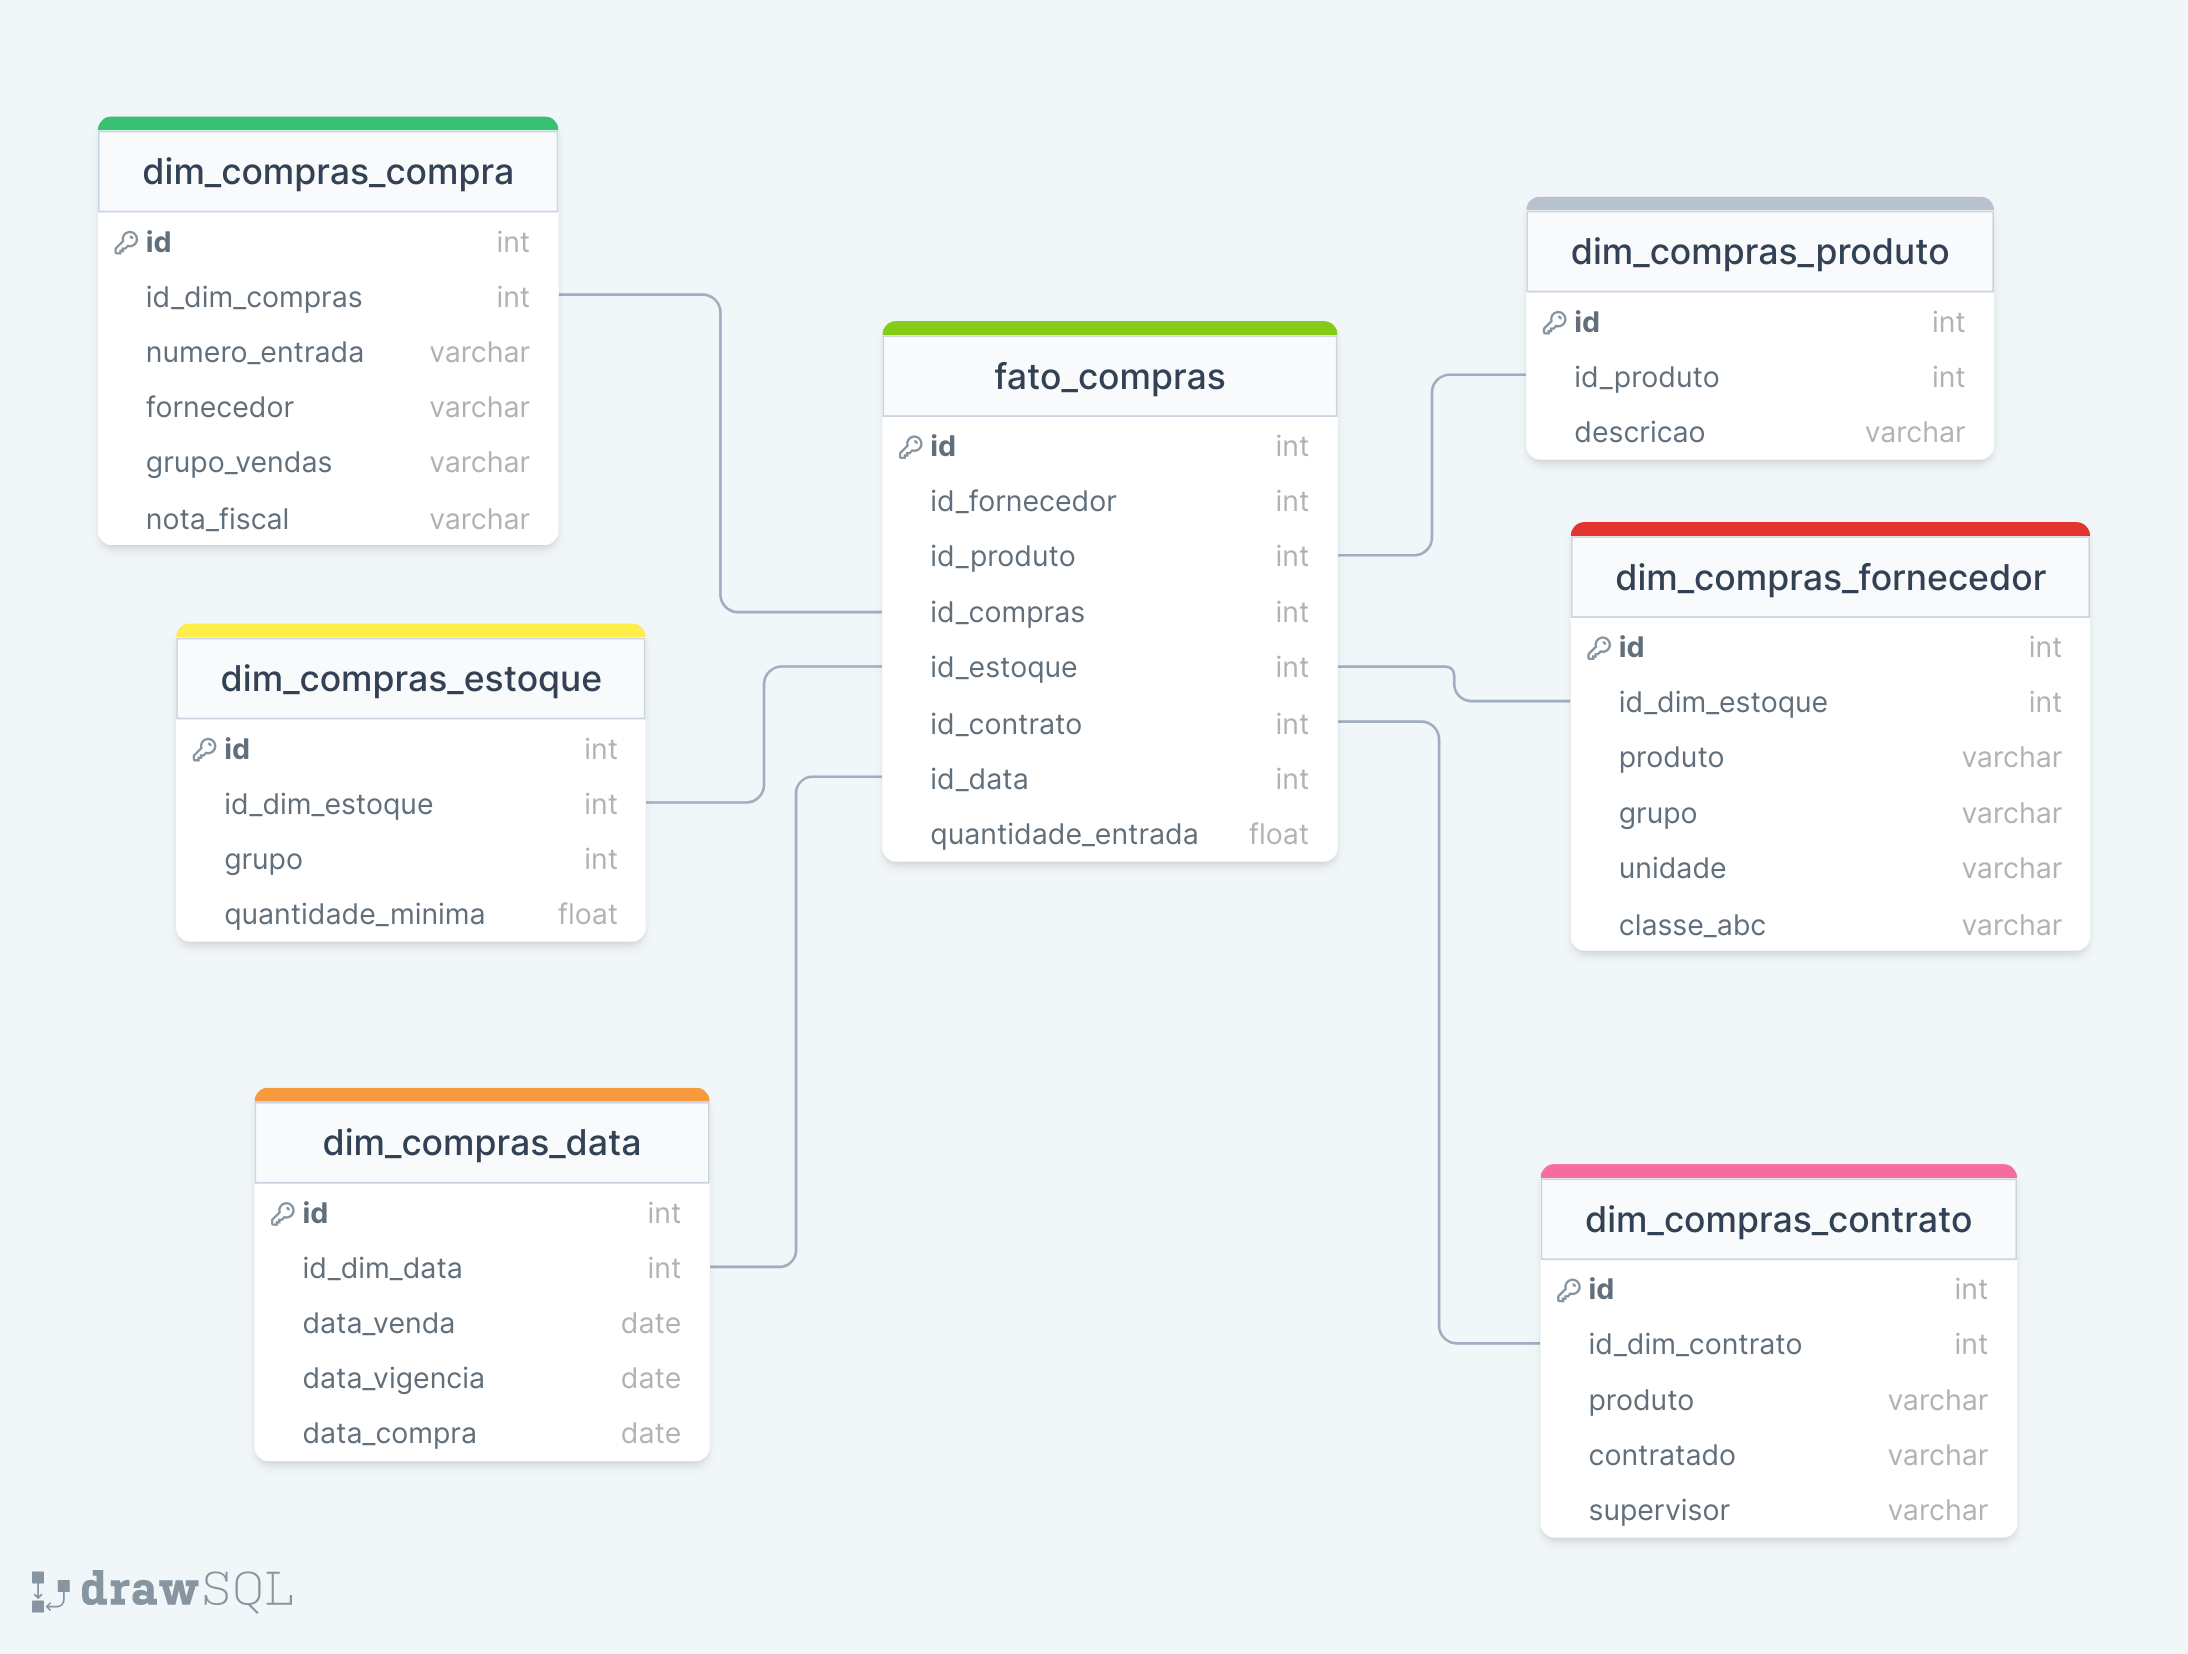 dim_compras_compra
id int
id_dim_compras int
numero_entrada varchar
fornecedor varchar
grupo_vendas varchar
nota_fiscal varchar
dim_compras_estoque
id int
id_dim_estoque int
grupo int
quantidade_minima float
dim_compras_data
id int
id_dim_data int
data_venda date
data_vigencia date
data_compra date
fato_compras
id int
id_fornecedor int
id_produto int
id_compras int
id_estoque int
id_contrato int
id_data int
quantidade_entrada float
dim_compras_produto
id int
id_produto int
descricao varchar
dim_compras_fornecedor
id int
id_dim_estoque int
produto varchar
grupo varchar
unidade varchar
classe_abc varchar
dim_compras_contrato
id int
id_dim_contrato int
produto varchar
contratado varchar
supervisor varchar
drawSQL